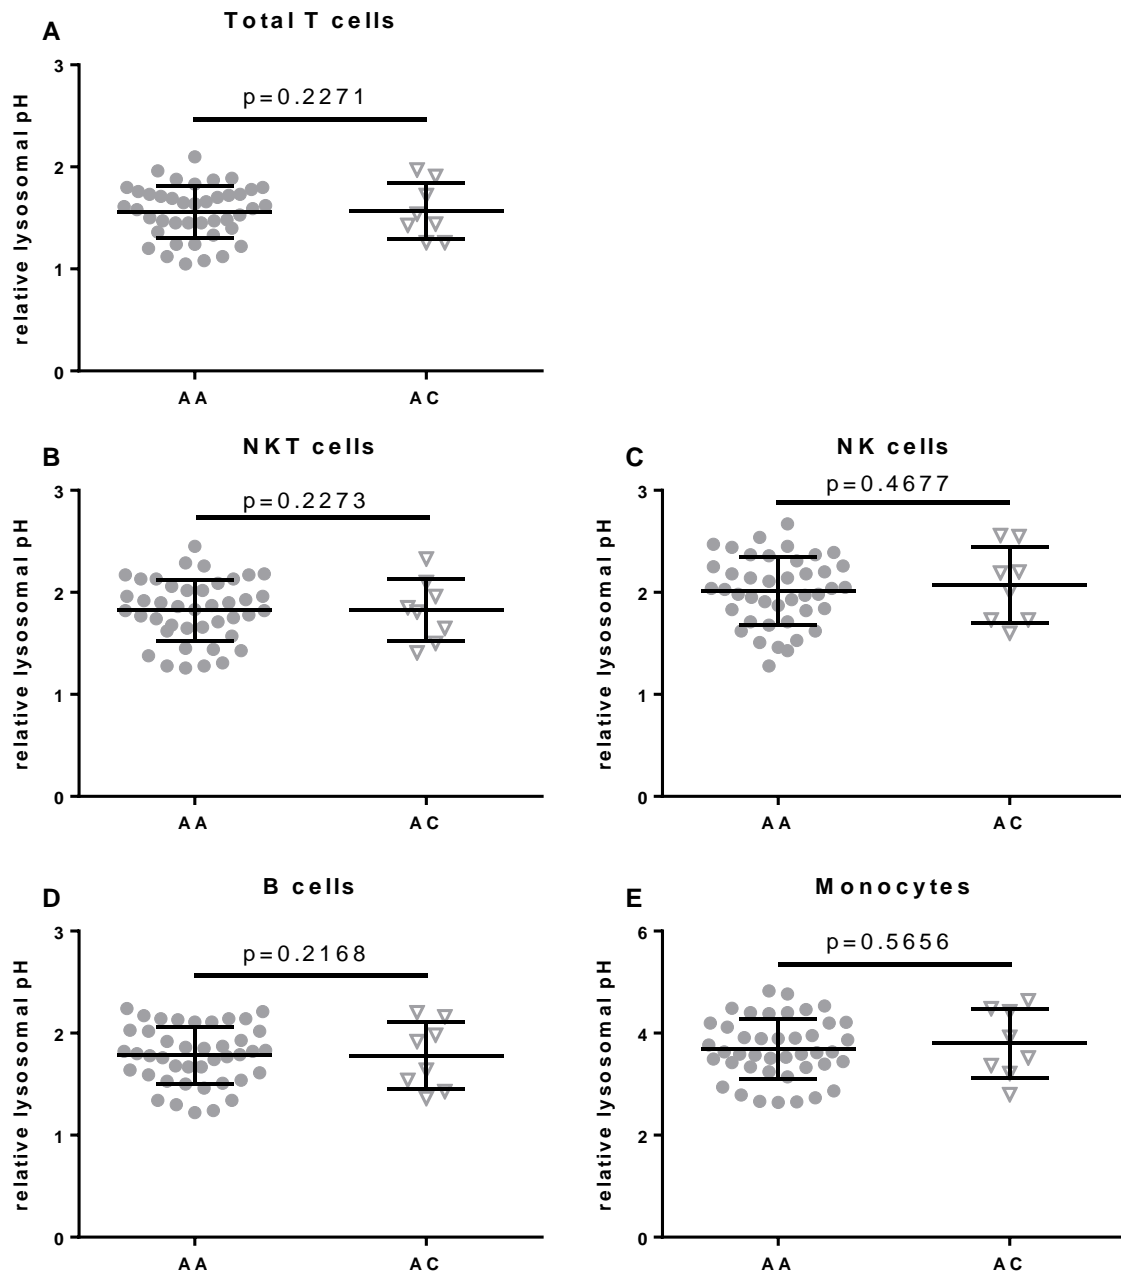 A
Total T cells
relative lysosomal pH
3
2
1
0
p=0.2271
AA
AC
B
NKT cells
relative lysosomal pH
3
2
1
0
p=0.2273
AA
AC
C
NK cells
relative lysosomal pH
3
2
1
0
p=0.4677
AA
AC
D
B cells
relative lysosomal pH
3
2
1
0
p=0.2168
AA
AC
E
Monocytes
relative lysosomal pH
6
4
2
0
p=0.5656
AA
AC